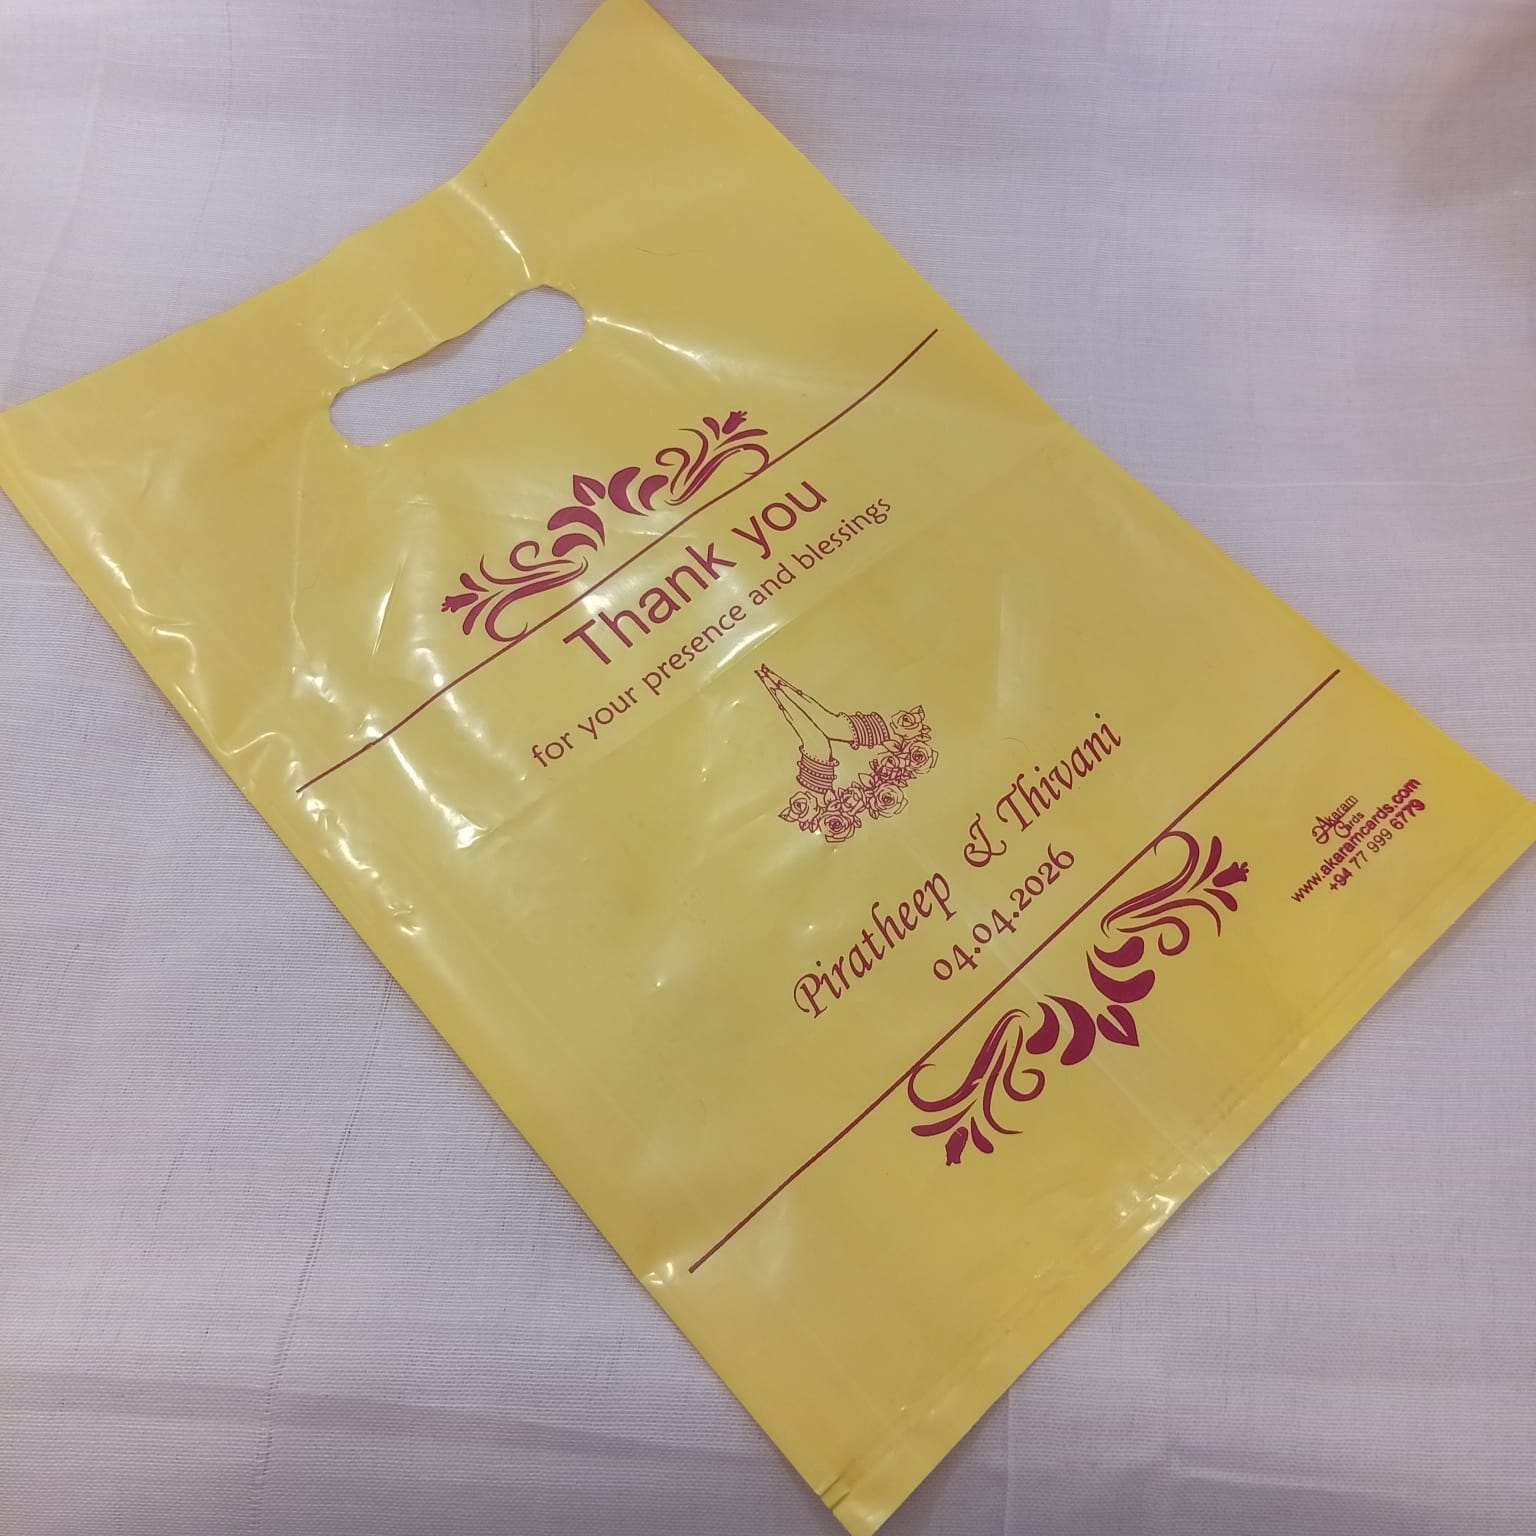 Thank you
for your presence and blessings
Piratheep & Thivani
04.04.2026
Akaram
Cards
www.akaramcards.com
+94 77 999 6779